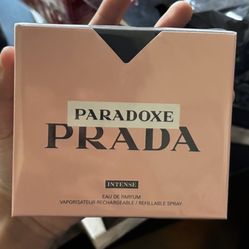 PARADOXE
PRADA
INTENSE
EAU DE PARFUM
VAPORISATEUR RECHARGEABLE / REFILLABLE SPRAY